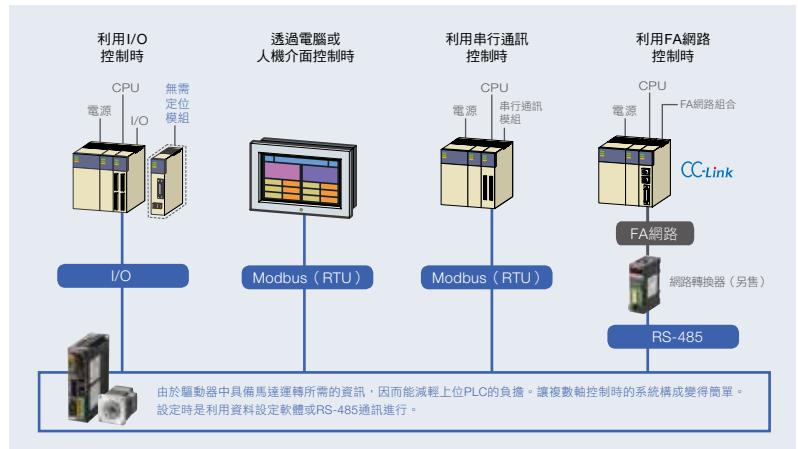 利用I/O
控制時
CPU
電源
I/O
無需
定位
模組
I/O
透過電腦或
人機介面控制時
Modbus（RTU）
利用串行通訊
控制時
CPU
電源
串行通訊
模組
Modbus（RTU）
利用FA網路
控制時
CPU
電源
FA網路組合
CC-Link
FA網路
網路轉換器（另售）
RS-485
由於驅動器中具備馬達運轉所需的資訊，因而能減輕上位PLC的負擔。讓複數軸控制時的系統構成變得簡單。
設定時是利用資料設定軟體或RS-485通訊進行。